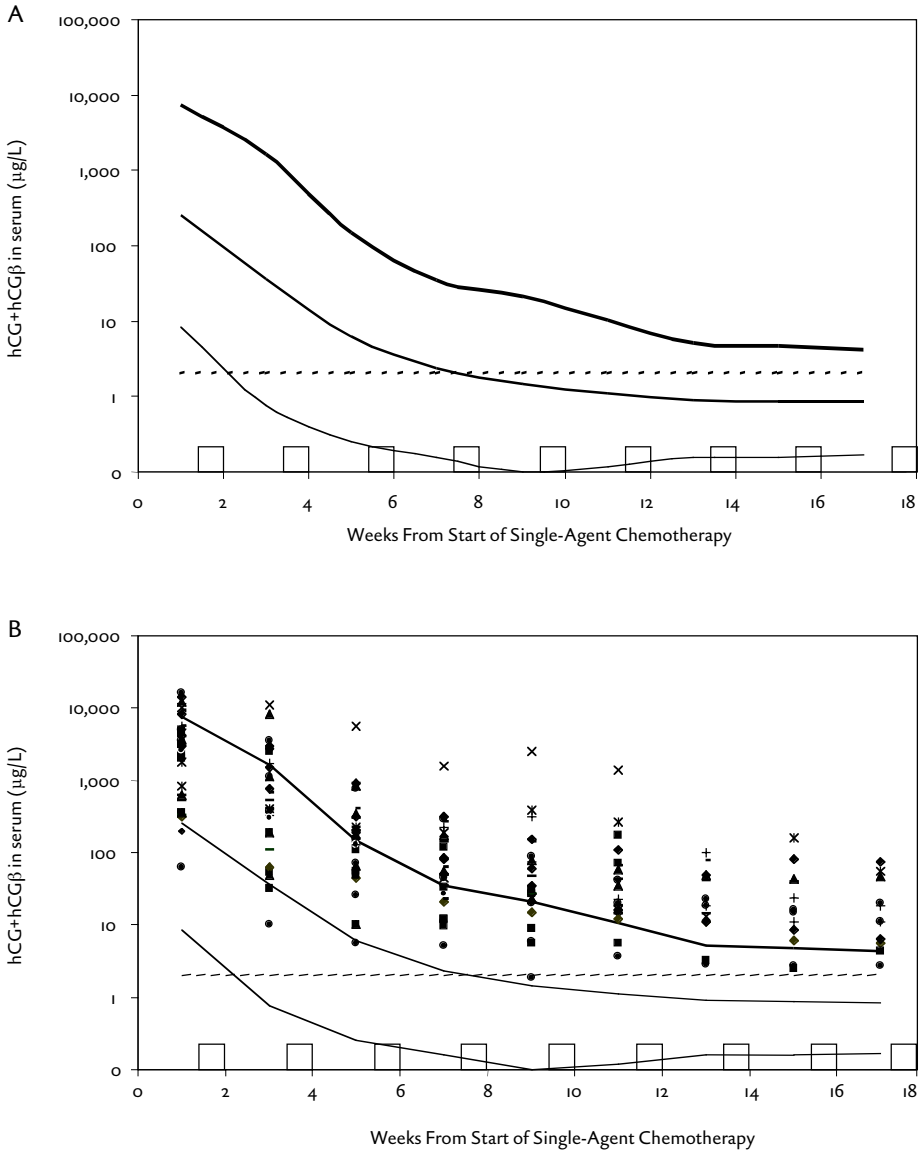 A
100,000
10,000
1,000
100
10
1
0
hCG+hCGβ in serum (µg/L)
0 2 4 6 8 10 12 14 16 18
Weeks From Start of Single-Agent Chemotherapy
B
100,000
10,000
1,000
100
10
1
0
hCG+hCGβ in serum (µg/L)
0 2 4 6 8 10 12 14 16 18
Weeks From Start of Single-Agent Chemotherapy